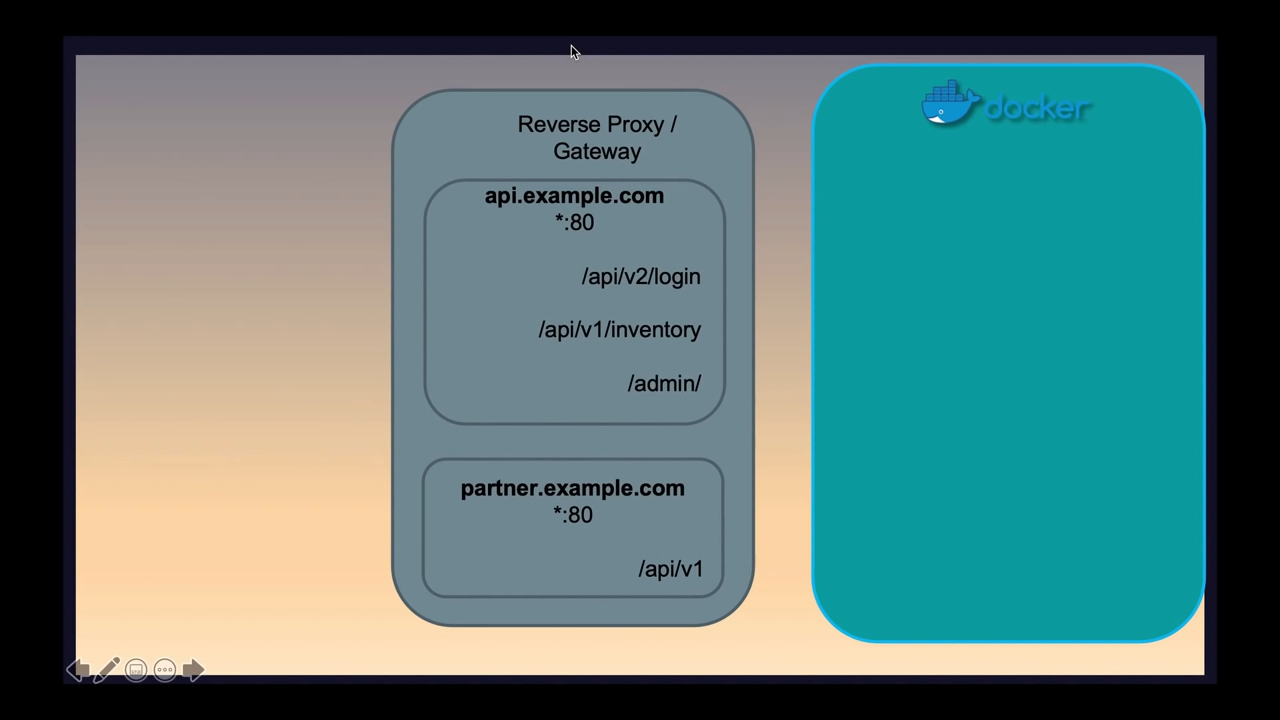 Reverse Proxy /
Gateway
api.example.com
*:80
/api/v2/login
/api/v1/inventory
/admin/
partner.example.com
*:80
/api/v1
docker